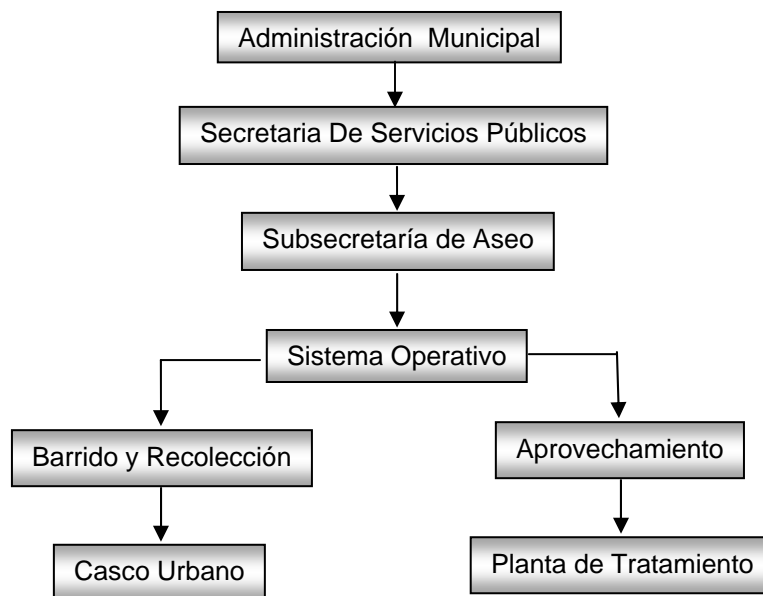 Administración Municipal
Secretaria De Servicios Públicos
Subsecretaría de Aseo
Sistema Operativo
Barrido y Recolección
Aprovechamiento
Casco Urbano
Planta de Tratamiento